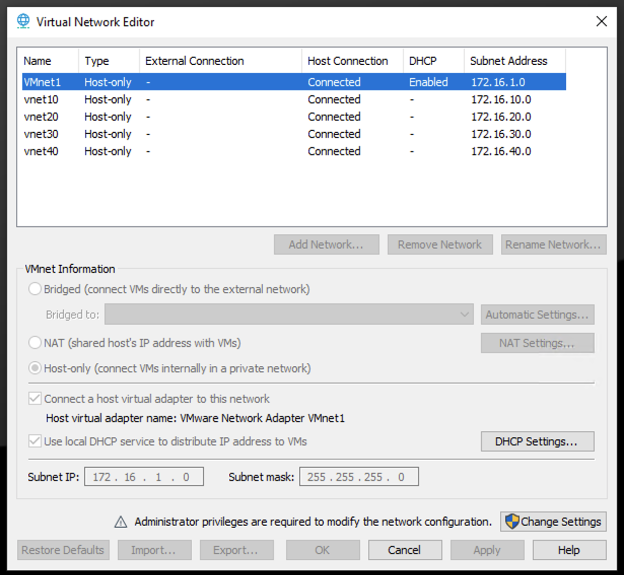 Virtual Network Editor
Name Type External Connection Host Connection DHCP Subnet Address
VMnet1 Host-only - Connected Enabled 172.16.1.0
vnet10 Host-only - Connected - 172.16.10.0
vnet20 Host-only - Connected - 172.16.20.0
vnet30 Host-only - Connected - 172.16.30.0
vnet40 Host-only - Connected - 172.16.40.0
Add Network... Remove Network Rename Network...
VMnet Information
Bridged (connect VMs directly to the external network)
Bridged to: Automatic Settings...
NAT (shared host's IP address with VMs) NAT Settings...
Host-only (connect VMs internally in a private network)
Connect a host virtual adapter to this network
Host virtual adapter name: VMware Network Adapter VMnet1
Use local DHCP service to distribute IP address to VMs DHCP Settings...
Subnet IP: 172 . 16 . 1 . 0 Subnet mask: 255 . 255 . 255 . 0
Administrator privileges are required to modify the network configuration. Change Settings
Restore Defaults Import... Export... OK Cancel Apply Help